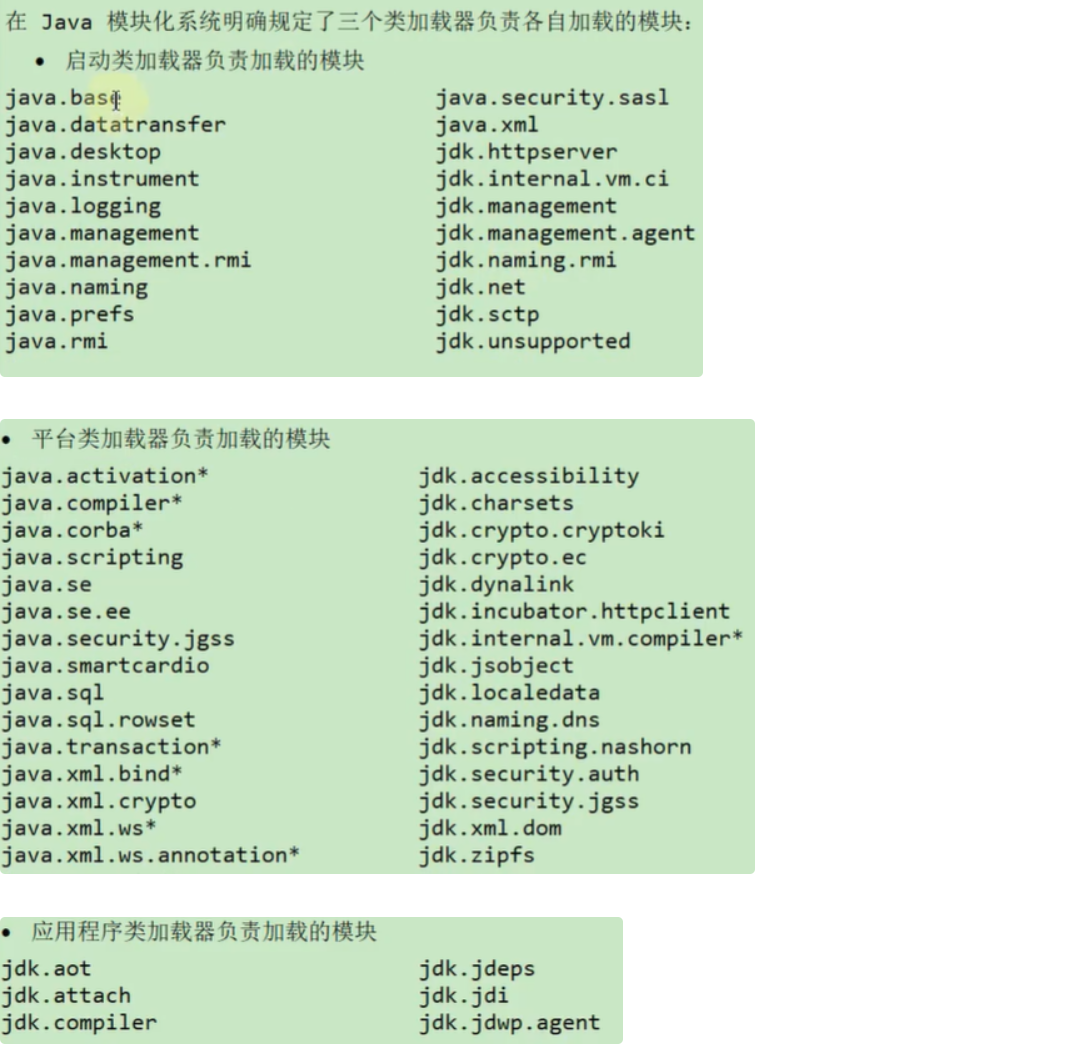 在 Java 模块化系统明确规定了三个类加载器负责各自加载的模块：
• 启动类加载器负责加载的模块
java.base java.security.sasl
java.datatransfer java.xml
java.desktop jdk.httpserver
java.instrument jdk.internal.vm.ci
java.logging jdk.management
java.management jdk.management.agent
java.management.rmi jdk.naming.rmi
java.naming jdk.net
java.prefs jdk.sctp
java.rmi jdk.unsupported
• 平台类加载器负责加载的模块
java.activation* jdk.accessibility
java.compiler* jdk.charsets
java.corba* jdk.crypto.cryptoki
java.scripting jdk.crypto.ec
java.se jdk.dynalink
java.se.ee jdk.incubator.httpclient
java.security.jgss jdk.internal.vm.compiler*
java.smartcardio jdk.jsobject
java.sql jdk.localedata
java.sql.rowset jdk.naming.dns
java.transaction* jdk.scripting.nashorn
java.xml.bind* jdk.security.auth
java.xml.crypto jdk.security.jgss
java.xml.ws* jdk.xml.dom
java.xml.ws.annotation* jdk.zipfs
• 应用程序类加载器负责加载的模块
jdk.aot jdk.jdeps
jdk.attach jdk.jdi
jdk.compiler jdk.jdwp.agent